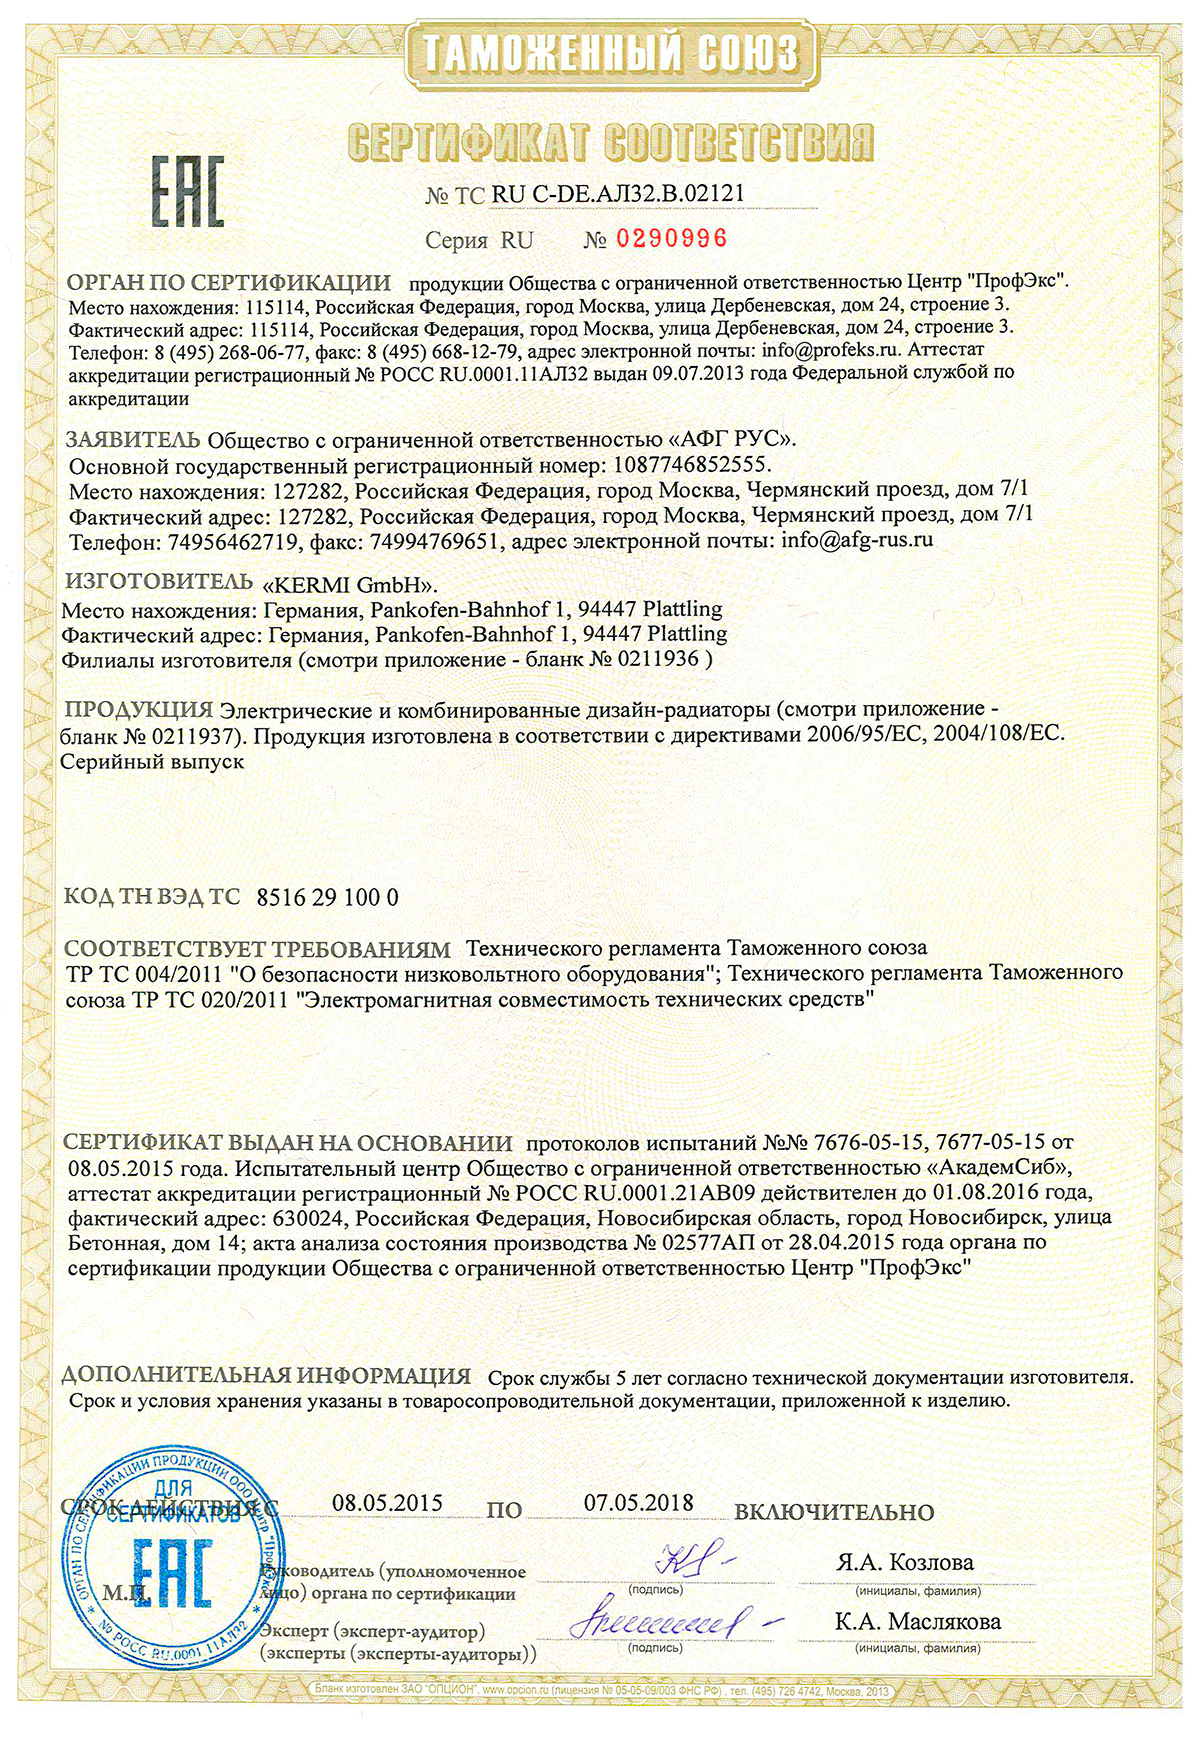 ТАМОЖЕННЫЙ СОЮЗ
СЕРТИФИКАТ СООТВЕТСТВИЯ
ЕАС
№ ТС RU C-DE.АЛ32.В.02121
Серия RU № 0290996
ОРГАН ПО СЕРТИФИКАЦИИ продукции Общества с ограниченной ответственностью Центр "ПрофЭкс".
Место нахождения: 115114, Российская Федерация, город Москва, улица Дербеневская, дом 24, строение 3.
Фактический адрес: 115114, Российская Федерация, город Москва, улица Дербеневская, дом 24, строение 3.
Телефон: 8 (495) 268-06-77, факс: 8 (495) 668-12-79, адрес электронной почты: info@profeks.ru. Аттестат
аккредитации регистрационный № РОСС RU.0001.11АЛ32 выдан 09.07.2013 года Федеральной службой по
аккредитации
ЗАЯВИТЕЛЬ Общество с ограниченной ответственностью «АФГ РУС».
Основной государственный регистрационный номер: 1087746852555.
Место нахождения: 127282, Российская Федерация, город Москва, Чермянский проезд, дом 7/1
Фактический адрес: 127282, Российская Федерация, город Москва, Чермянский проезд, дом 7/1
Телефон: 74956462719, факс: 74994769651, адрес электронной почты: info@afg-rus.ru
ИЗГОТОВИТЕЛЬ «KERMI GmbH».
Место нахождения: Германия, Pankofen-Bahnhof 1, 94447 Plattling
Фактический адрес: Германия, Pankofen-Bahnhof 1, 94447 Plattling
Филиалы изготовителя (смотри приложение - бланк № 0211936 )
ПРОДУКЦИЯ Электрические и комбинированные дизайн-радиаторы (смотри приложение -
бланк № 0211937). Продукция изготовлена в соответствии с директивами 2006/95/ЕС, 2004/108/ЕС.
Серийный выпуск
КОД ТН ВЭД ТС 8516 29 100 0
СООТВЕТСТВУЕТ ТРЕБОВАНИЯМ Технического регламента Таможенного союза
ТР ТС 004/2011 "О безопасности низковольтного оборудования"; Технического регламента Таможенного
союза ТР ТС 020/2011 "Электромагнитная совместимость технических средств"
СЕРТИФИКАТ ВЫДАН НА ОСНОВАНИИ протоколов испытаний №№ 7676-05-15, 7677-05-15 от
08.05.2015 года. Испытательный центр Общество с ограниченной ответственностью «АкадемСиб»,
аттестат аккредитации регистрационный № РОСС RU.0001.21АВ09 действителен до 01.08.2016 года,
фактический адрес: 630024, Российская Федерация, Новосибирская область, город Новосибирск, улица
Бетонная, дом 14; акта анализа состояния производства № 02577АП от 28.04.2015 года органа по
сертификации продукции Общества с ограниченной ответственностью Центр "ПрофЭкс"
ДОПОЛНИТЕЛЬНАЯ ИНФОРМАЦИЯ Срок службы 5 лет согласно технической документации изготовителя.
Срок и условия хранения указаны в товаросопроводительной документации, приложенной к изделию.
СРОК ДЕЙСТВИЯ С 08.05.2015 ПО 07.05.2018 ВКЛЮЧИТЕЛЬНО
ОРГАН ПО СЕРТИФИКАЦИИ ПРОДУКЦИИ ООО Центр "ПрофЭкс"
ДЛЯ
СЕРТИФИКАТОВ
ЕАС
* № РОСС RU.0001.11АЛ32 *
М.П.
Руководитель (уполномоченное
лицо) органа по сертификации
(подпись)
Я.А. Козлова
(инициалы, фамилия)
Эксперт (эксперт-аудитор)
(эксперты (эксперты-аудиторы))
(подпись)
К.А. Маслякова
(инициалы, фамилия)
Бланк изготовлен ЗАО "ОПЦИОН", www.opcion.ru (лицензия № 05-05-09/003 ФНС РФ) , тел. (495) 726 4742, Москва, 2013